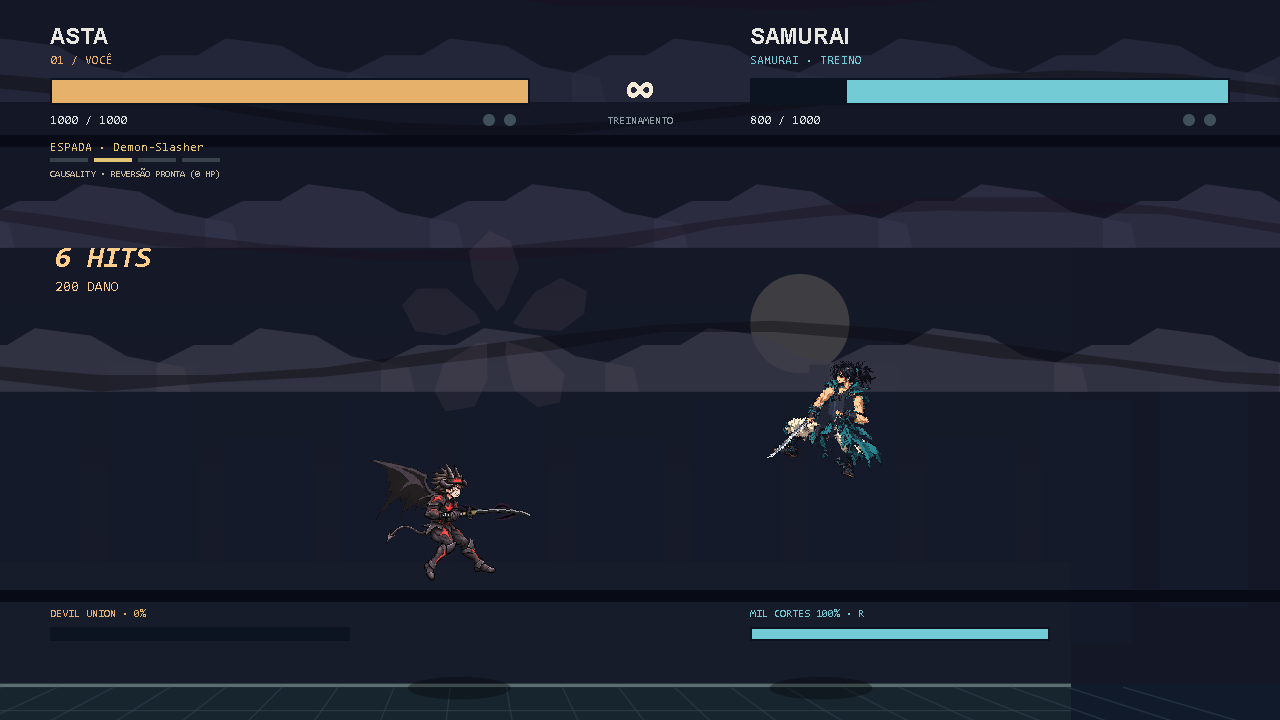 ASTA
01 / VOCÊ
1000 / 1000
ESPADA · Demon-Slasher
CAUSALITY · REVERSÃO PRONTA (0 HP)
∞
TREINAMENTO
SAMURAI
SAMURAI · TREINO
800 / 1000
6 HITS
200 DANO
DEVIL UNION · 0%
MIL CORTES 100% · R